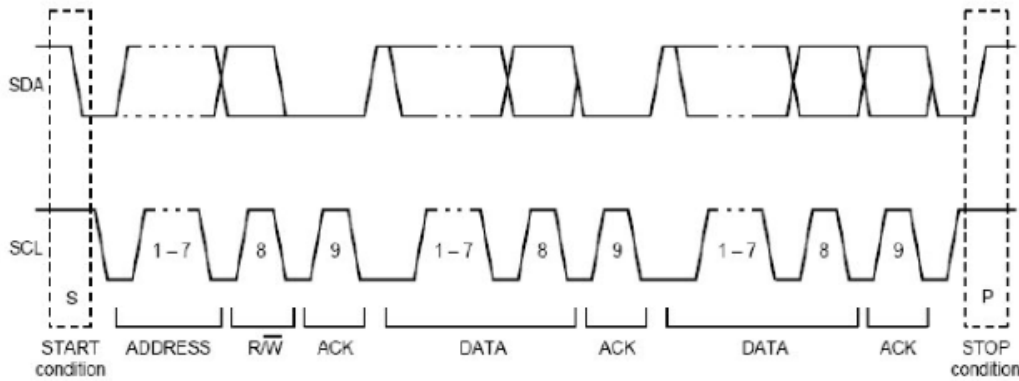 SDA
SCL
1 – 7 8 9 1 – 7 8 9 1 – 7 8 9
S P
START ADDRESS R/W̅ ACK DATA ACK DATA ACK STOP
condition condition